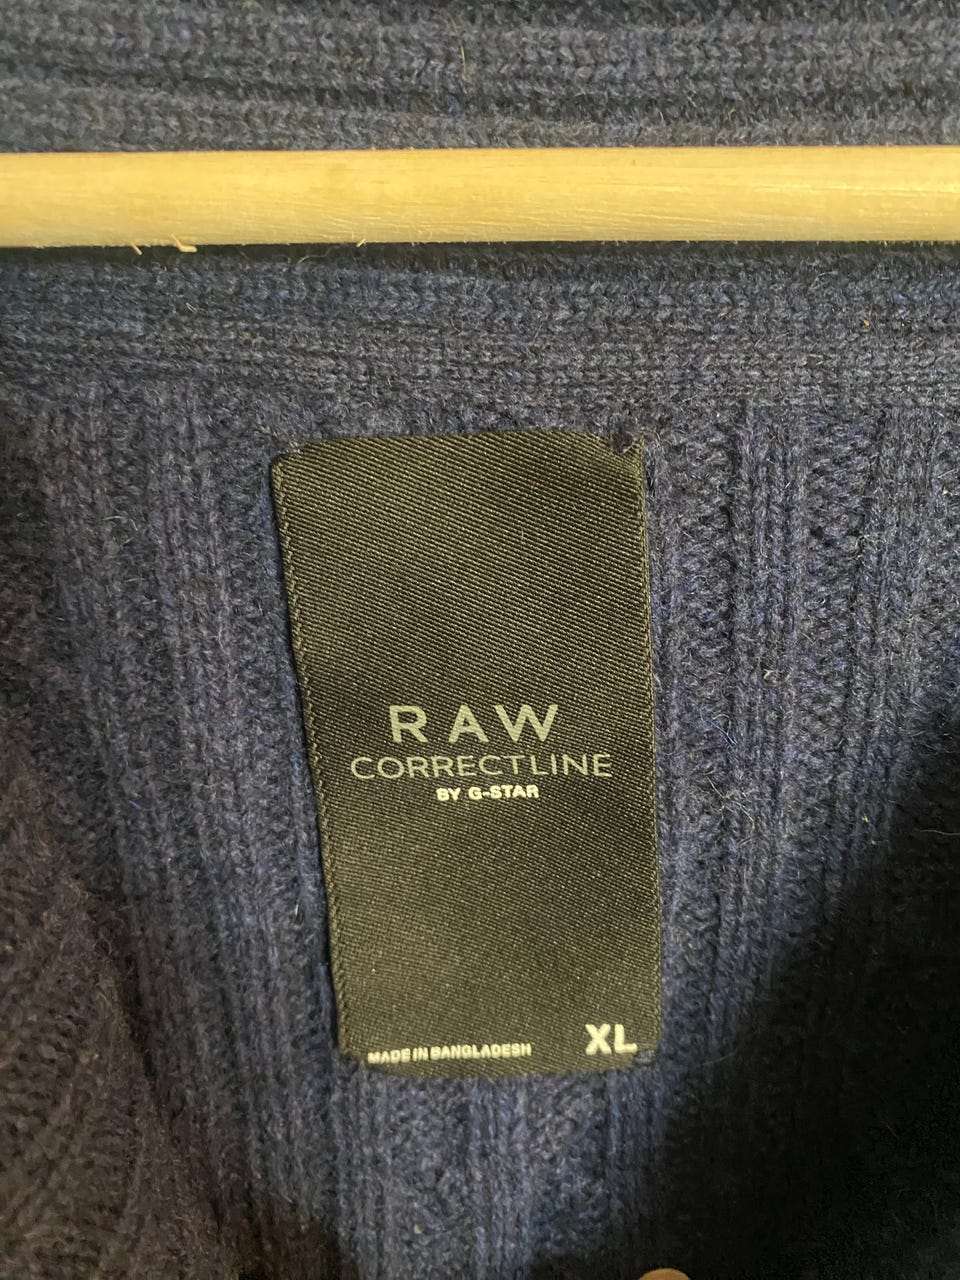 RAW
CORRECTLINE
BY G-STAR
MADE IN BANGLADESH
XL